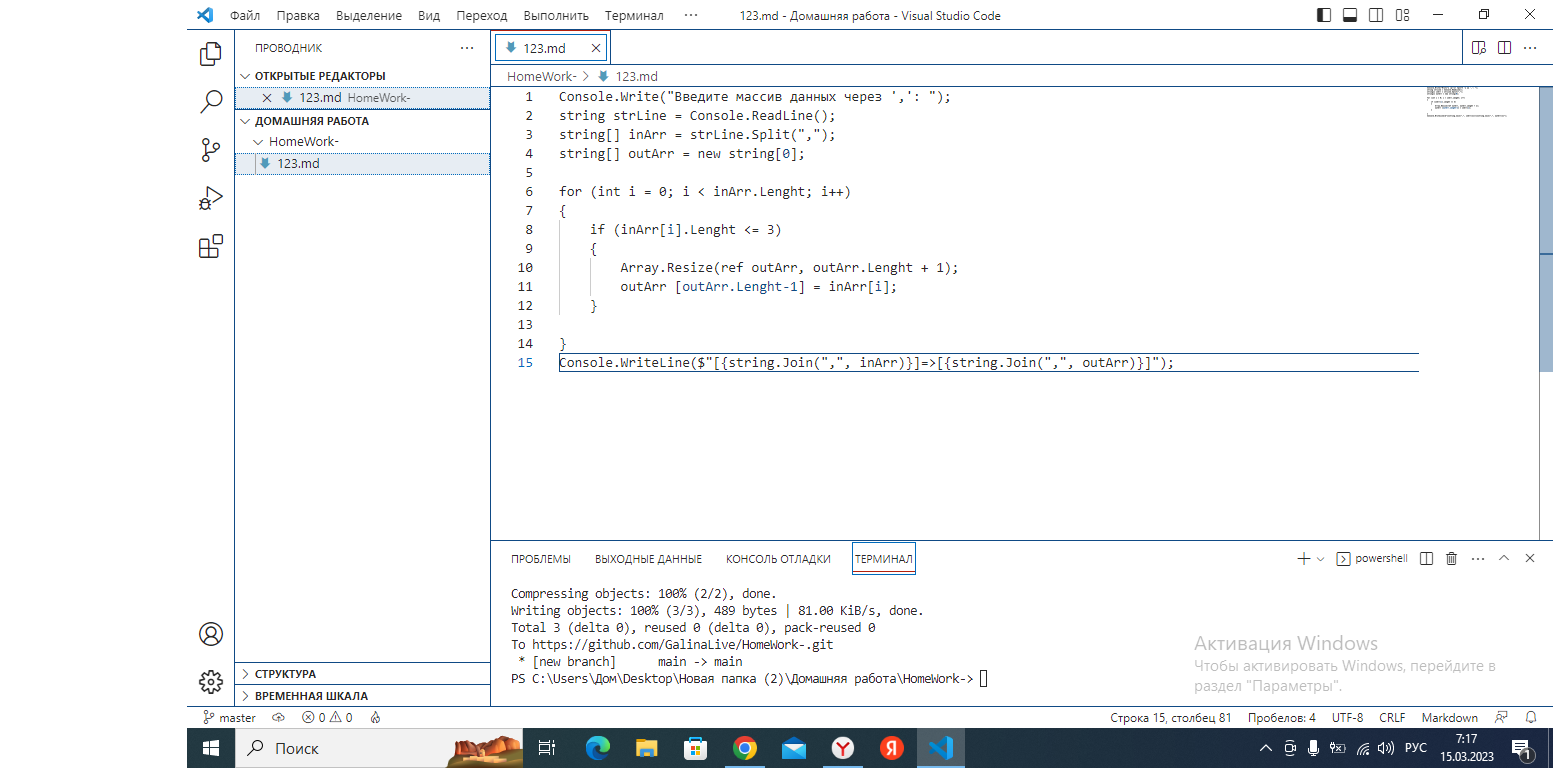 Файл Правка Выделение Вид Переход Выполнить Терминал ··· 123.md - Домашняя работа - Visual Studio Code
ПРОВОДНИК ···
123.md
ОТКРЫТЫЕ РЕДАКТОРЫ
123.md HomeWork-
ДОМАШНЯЯ РАБОТА
HomeWork-
123.md
СТРУКТУРА
ВРЕМЕННАЯ ШКАЛА
HomeWork- > 123.md
1 Console.Write("Введите массив данных через ',': ");
2 string strLine = Console.ReadLine();
3 string[] inArr = strLine.Split(",");
4 string[] outArr = new string[0];
5
6 for (int i = 0; i < inArr.Lenght; i++)
7 {
8     if (inArr[i].Lenght <= 3)
9     {
10         Array.Resize(ref outArr, outArr.Lenght + 1);
11         outArr [outArr.Lenght-1] = inArr[i];
12     }
13
14 }
15 Console.WriteLine($"[{string.Join(",", inArr)}]=>[{string.Join(",", outArr)}]");
ПРОБЛЕМЫ ВЫХОДНЫЕ ДАННЫЕ КОНСОЛЬ ОТЛАДКИ ТЕРМИНАЛ powershell
Compressing objects: 100% (2/2), done.
Writing objects: 100% (3/3), 489 bytes | 81.00 KiB/s, done.
Total 3 (delta 0), reused 0 (delta 0), pack-reused 0
To https://github.com/GalinaLive/HomeWork-.git
 * [new branch]      main -> main
PS C:\Users\Дом\Desktop\Новая папка (2)\Домашняя работа\HomeWork->
Активация Windows
Чтобы активировать Windows, перейдите в
раздел "Параметры".
master 0 0 Строка 15, столбец 81 Пробелов: 4 UTF-8 CRLF Markdown
Поиск
РУС
7:17
15.03.2023
1